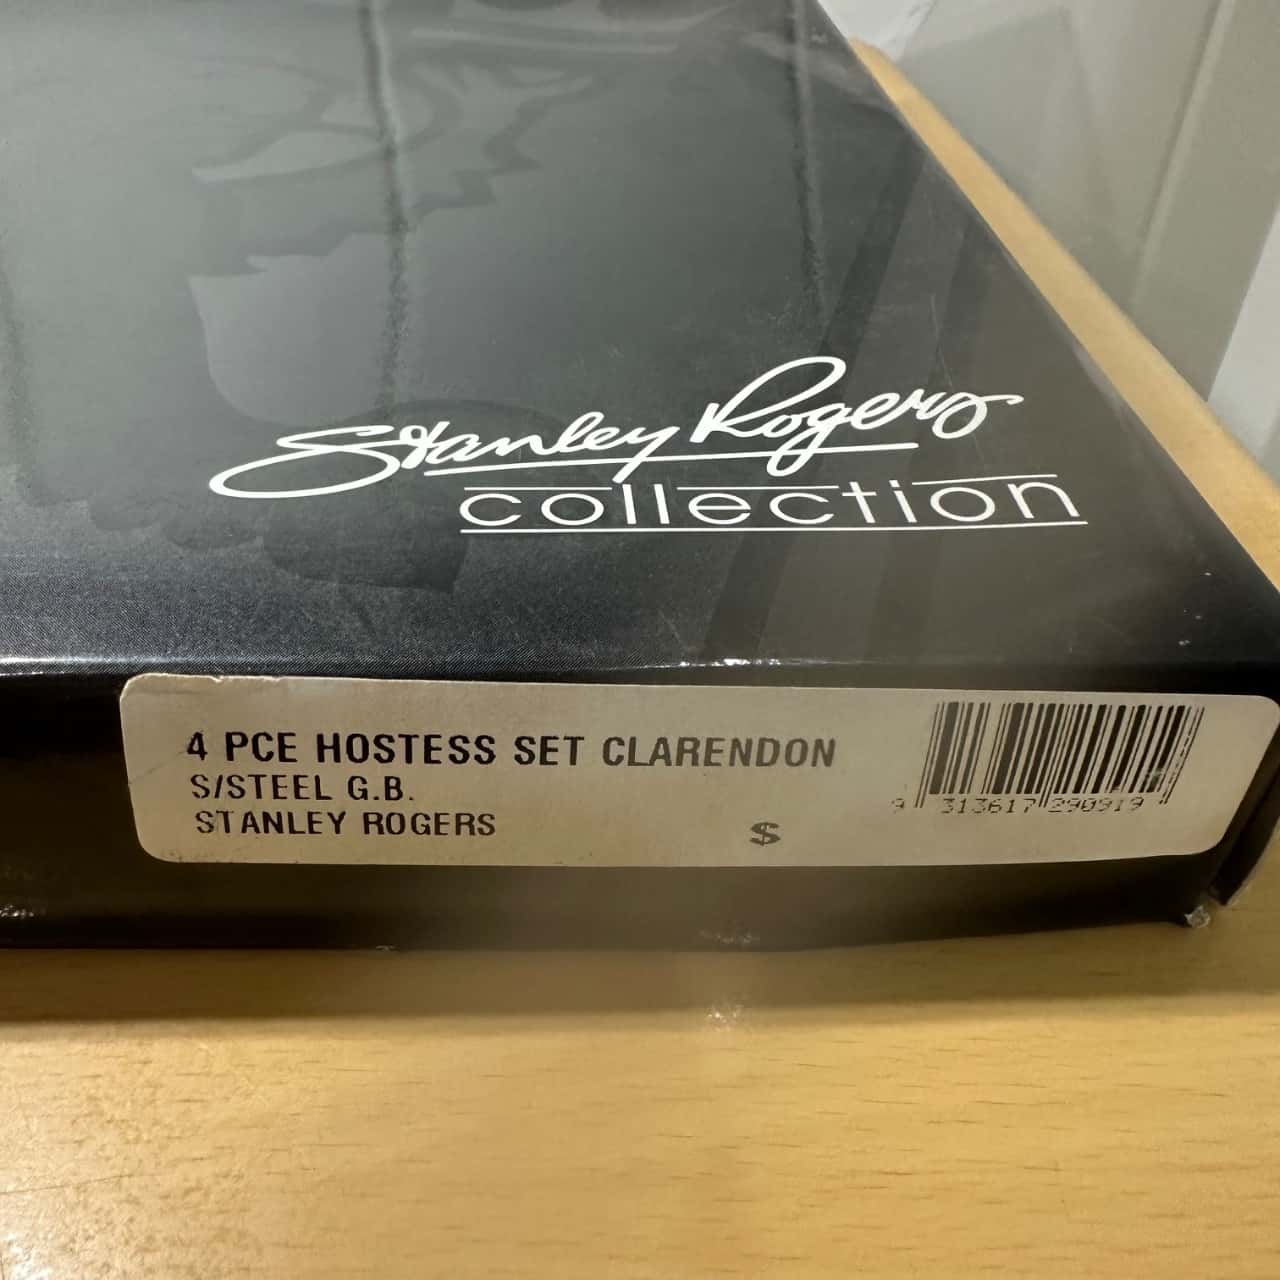 Stanley Rogers
collection
4 PCE HOSTESS SET CLARENDON
S/STEEL G.B.
STANLEY ROGERS
$
9 313617 290919